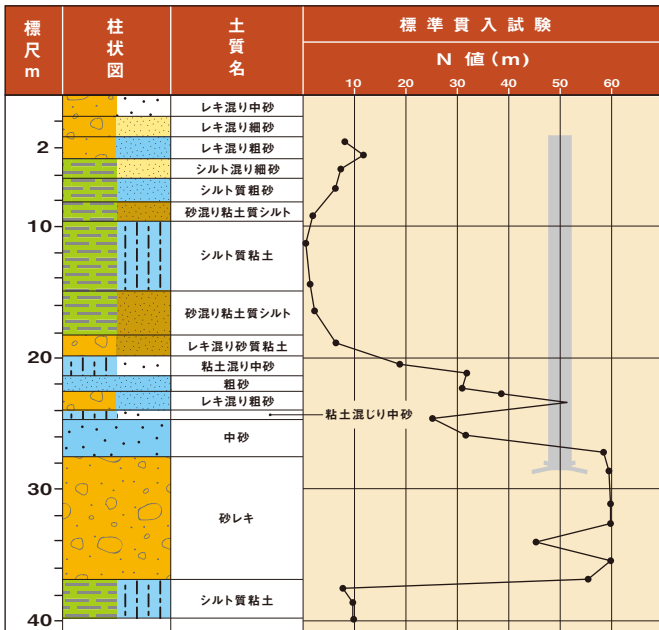 標尺m
柱状図
土質名
標準貫入試験
N 値(m)
10 20 30 40 50 60
レキ混り中砂
レキ混り細砂
2 レキ混り粗砂
シルト混り細砂
シルト質粗砂
砂混り粘土質シルト
10
シルト質粘土
砂混り粘土質シルト
レキ混り砂質粘土
20 粘土混り中砂
粗砂
レキ混り粗砂
粘土混じり中砂
中砂
30
砂レキ
シルト質粘土
40